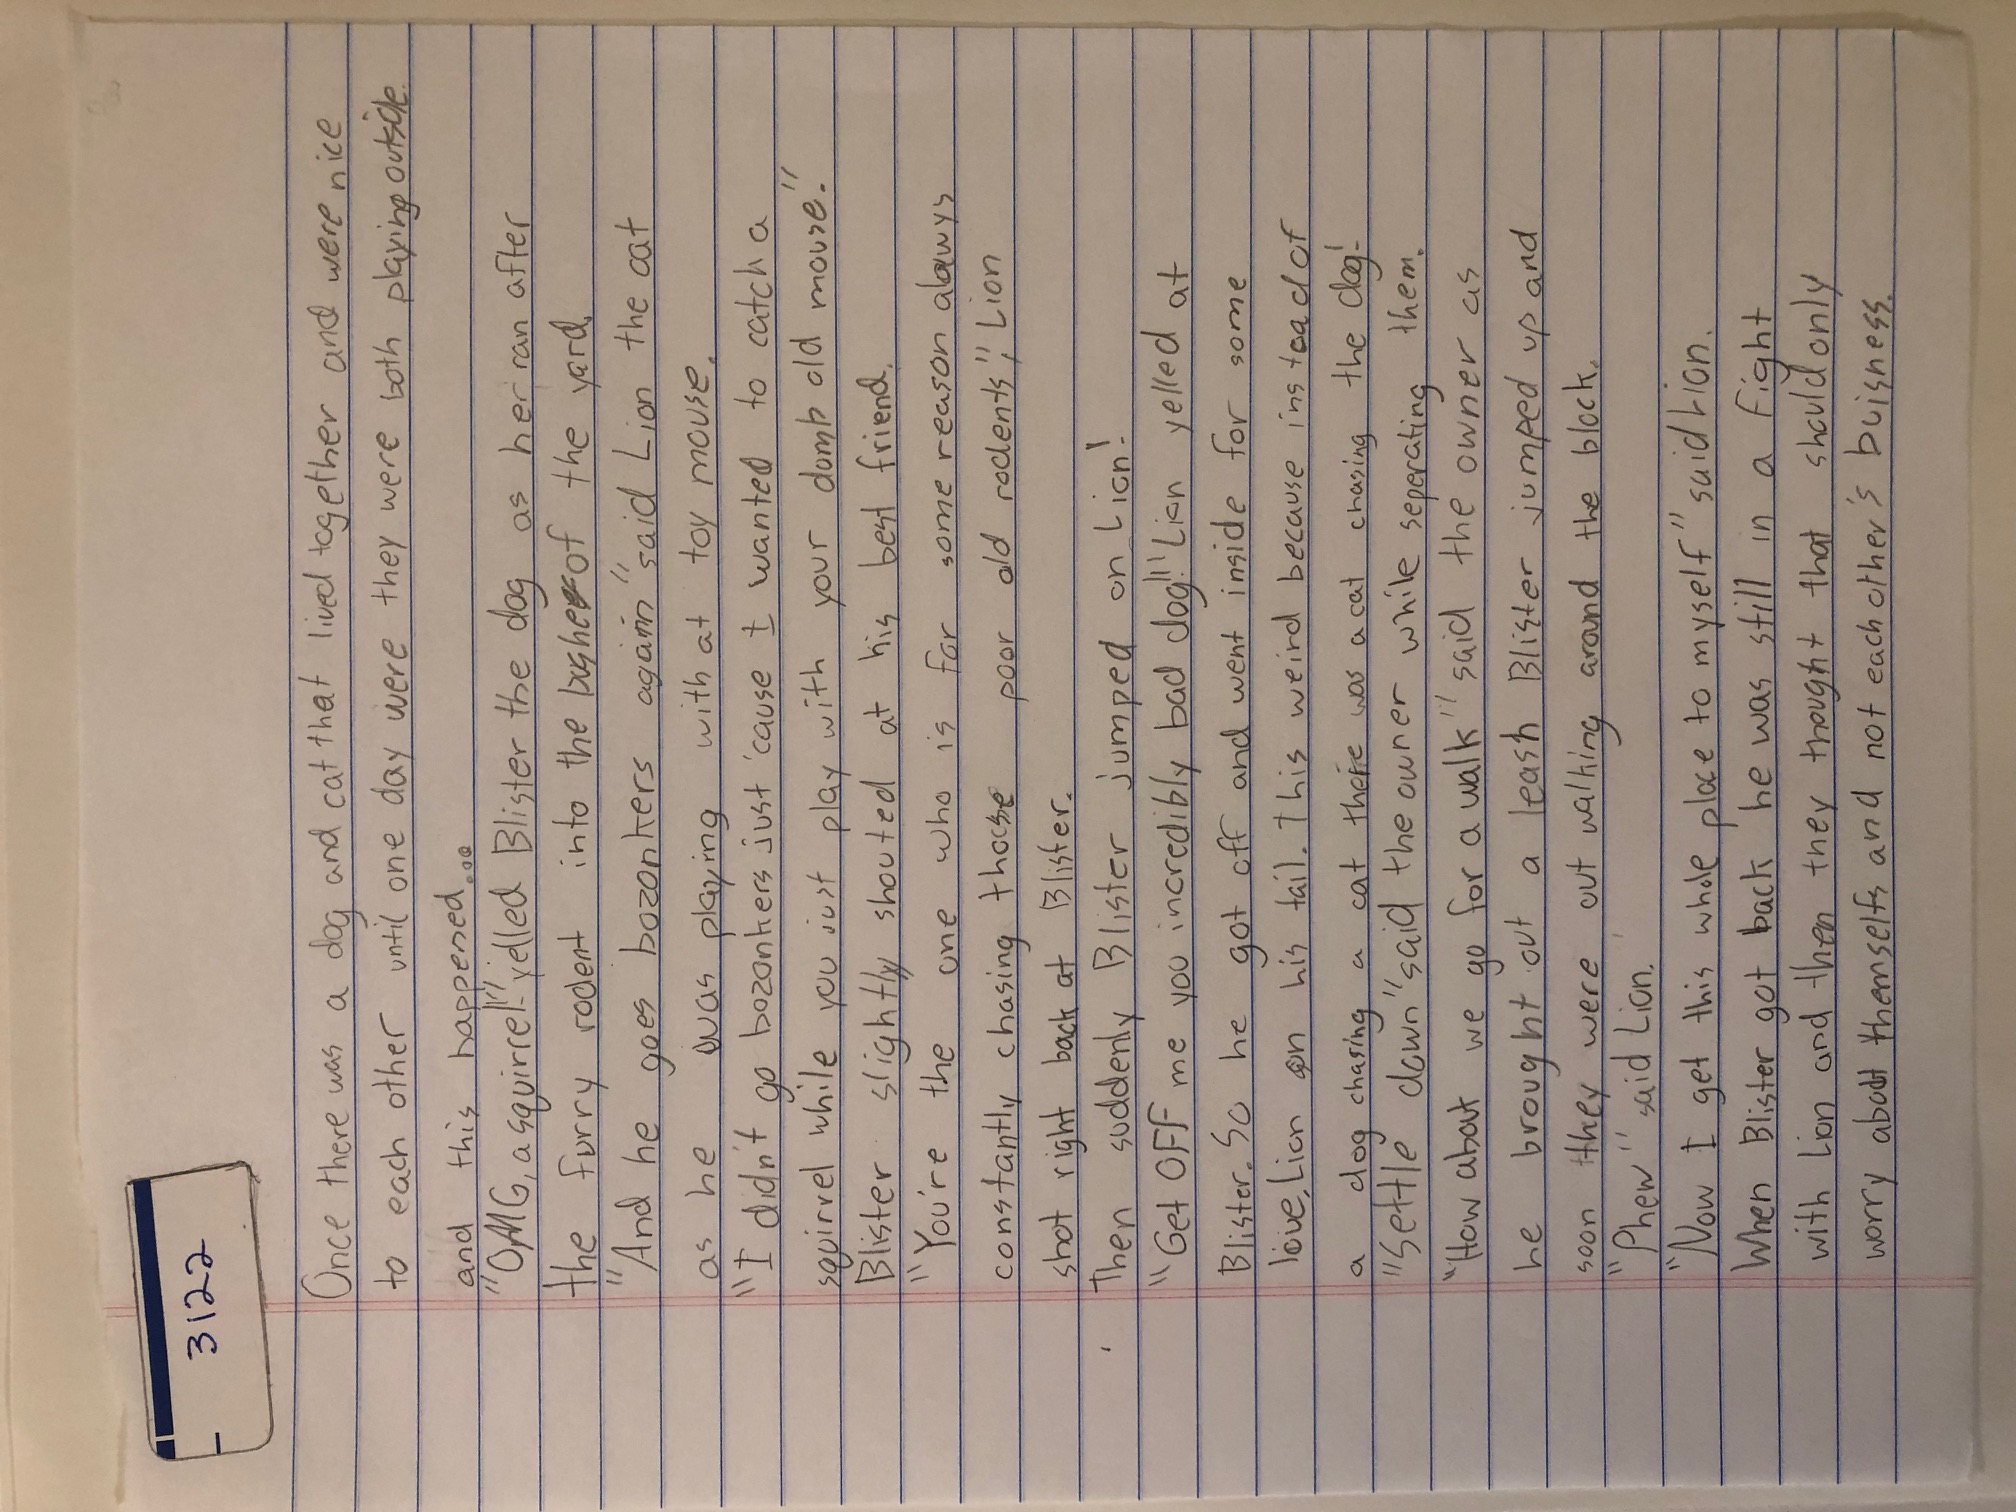 3122
Once there was a dog and cat that lived together and were nice
to each other until one day were they were both playing outside
and this happened...
"OMG, a squirrel!" yelled Blister the dog as her ran after
the furry rodent into the bushes of the yard.
"And he goes bozonkers again" said Lion the cat
as he was playing with at toy mouse.
"I didn't go bozonkers just 'cause I wanted to catch a
squirrel while you just play with your domb old mouse."
Blister slightly shouted at his best friend.
"You're the one who is for some reason alawys
constantly chasing those poor old rodents", Lion
shot right back at Blister.
Then suddenly Blister jumped on Lion!
"Get OFF me you incredibly bad dog!!" Lion yelled at
Blister. So he got off and went inside for some
love, Lion on his tail. This weird because instead of
a dog chasing a cat there was a cat chasing the dog!
"Settle down" said the owner while seperating them.
"How about we go for a walk" said the owner as
he brought out a leash Blister jumped up and
soon they were out walking around the block.
"Phew" said Lion.
"Now I get this whole place to myself" said Lion.
When Blister got back he was still in a fight
with Lion and then they thought that should only
worry about themselfs and not each other's buisness.